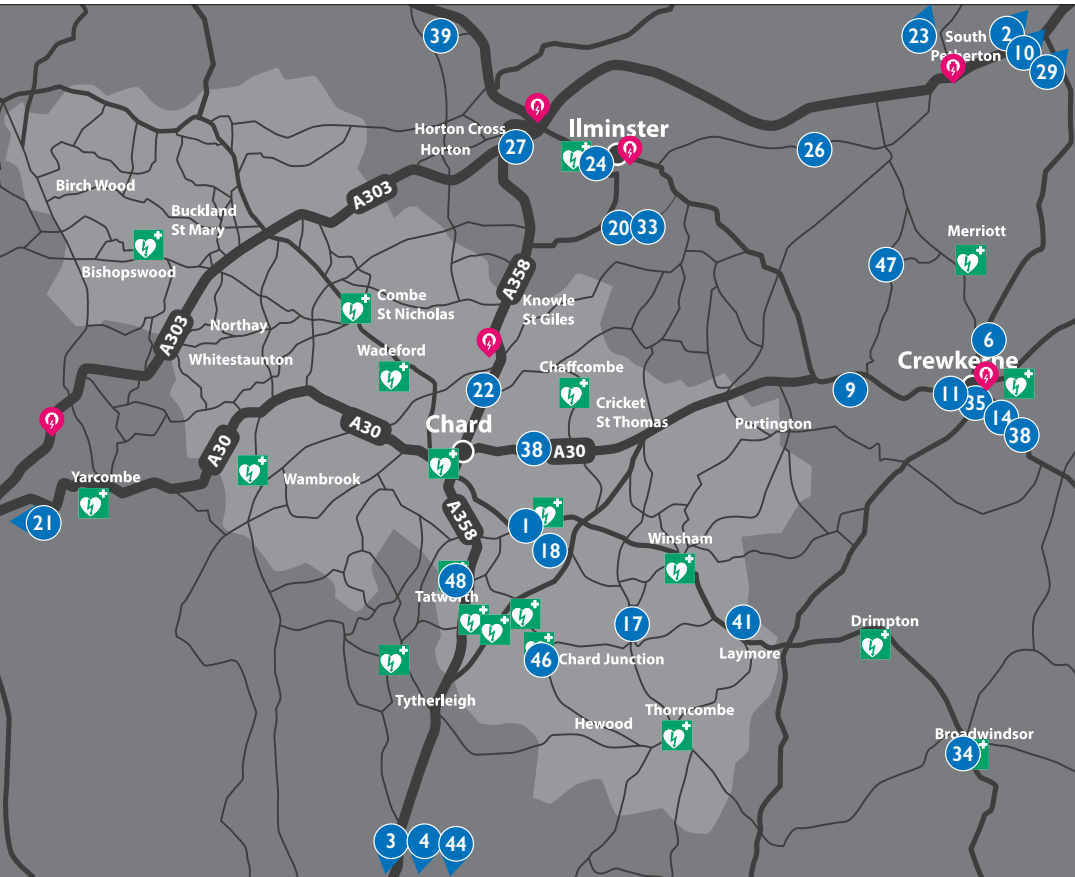 39
23
South
Petherton
2
10
29
Horton Cross
Horton
27
Ilminster
24
26
Birch Wood
A303
Buckland
St Mary
Bishopswood
20
33
Merriott
47
A358
Combe
St Nicholas
Knowle
St Giles
A303
Northay
Whitestaunton
Wadeford
6
Crewkerne
Chaffcombe
22
9
11
35
14
38
Cricket
St Thomas
Purtington
A30
Chard
A30
38
A30
Yarcombe
Wambrook
21
A358
1
18
Winsham
48
Tatworth
17
41
Drimpton
46
Chard Junction
Laymore
Tytherleigh
Thorncombe
Hewood
Broadwindsor
34
3
4
44